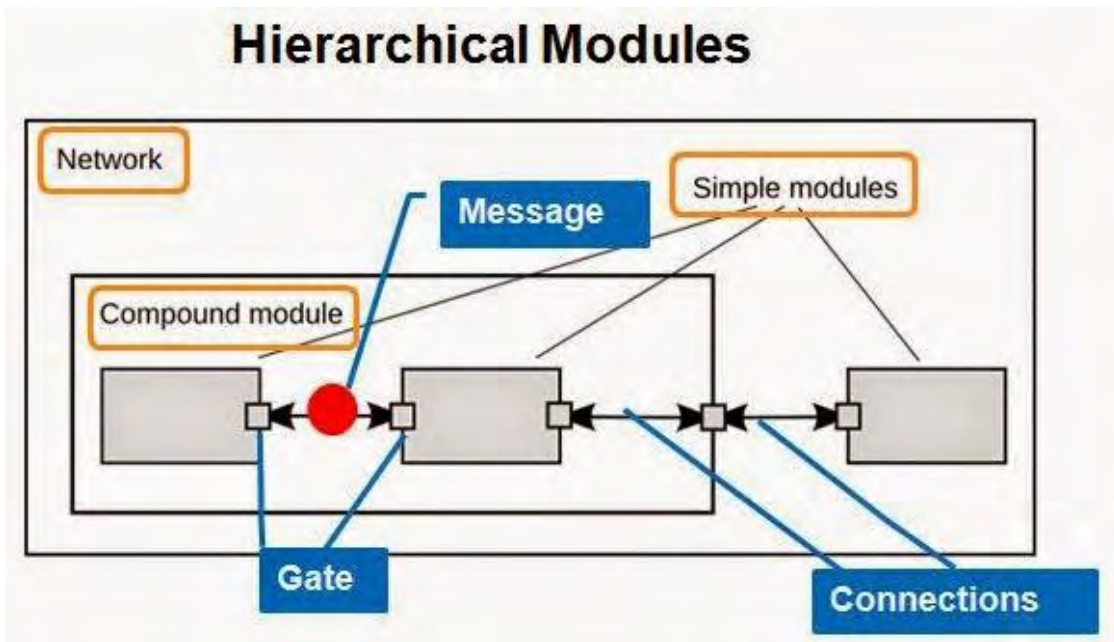 Hierarchical Modules
Network
Simple modules
Message
Compound module
Gate
Connections